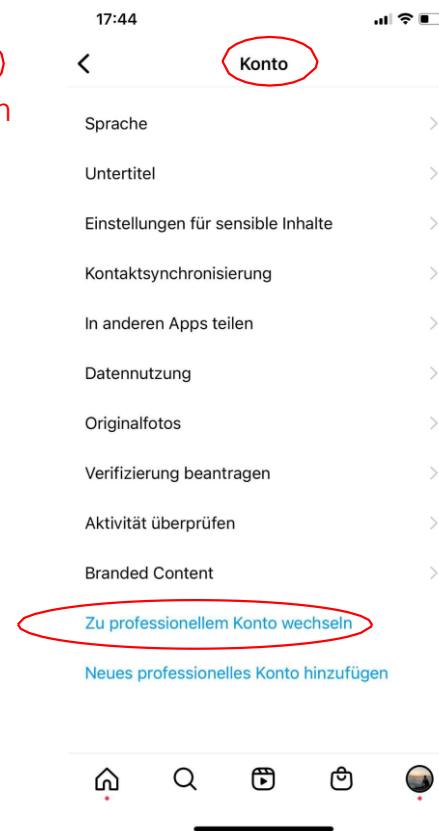 17:44
Konto
Sprache
Untertitel
Einstellungen für sensible Inhalte
Kontaktsynchronisierung
In anderen Apps teilen
Datennutzung
Originalfotos
Verifizierung beantragen
Aktivität überprüfen
Branded Content
Zu professionellem Konto wechseln
Neues professionelles Konto hinzufügen